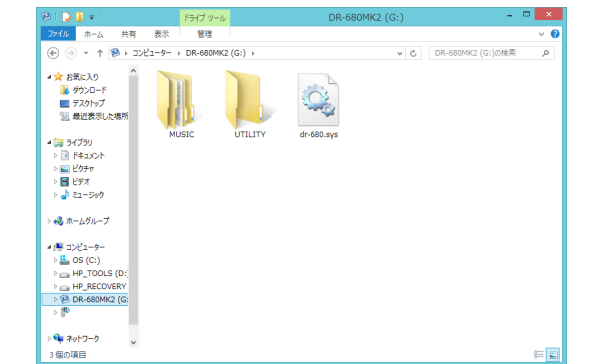 ドライブ ツール
DR-680MK2 (G:)
ファイル ホーム 共有 表示 管理
コンピューター DR-680MK2 (G:)
DR-680MK2 (G:)の検索
お気に入り
ダウンロード
デスクトップ
最近表示した場所
ライブラリ
ドキュメント
ピクチャ
ビデオ
ミュージック
ホームグループ
コンピューター
OS (C:)
HP_TOOLS (D:)
HP_RECOVERY
DR-680MK2 (G:
ネットワーク
MUSIC
UTILITY
dr-680.sys
3 個の項目